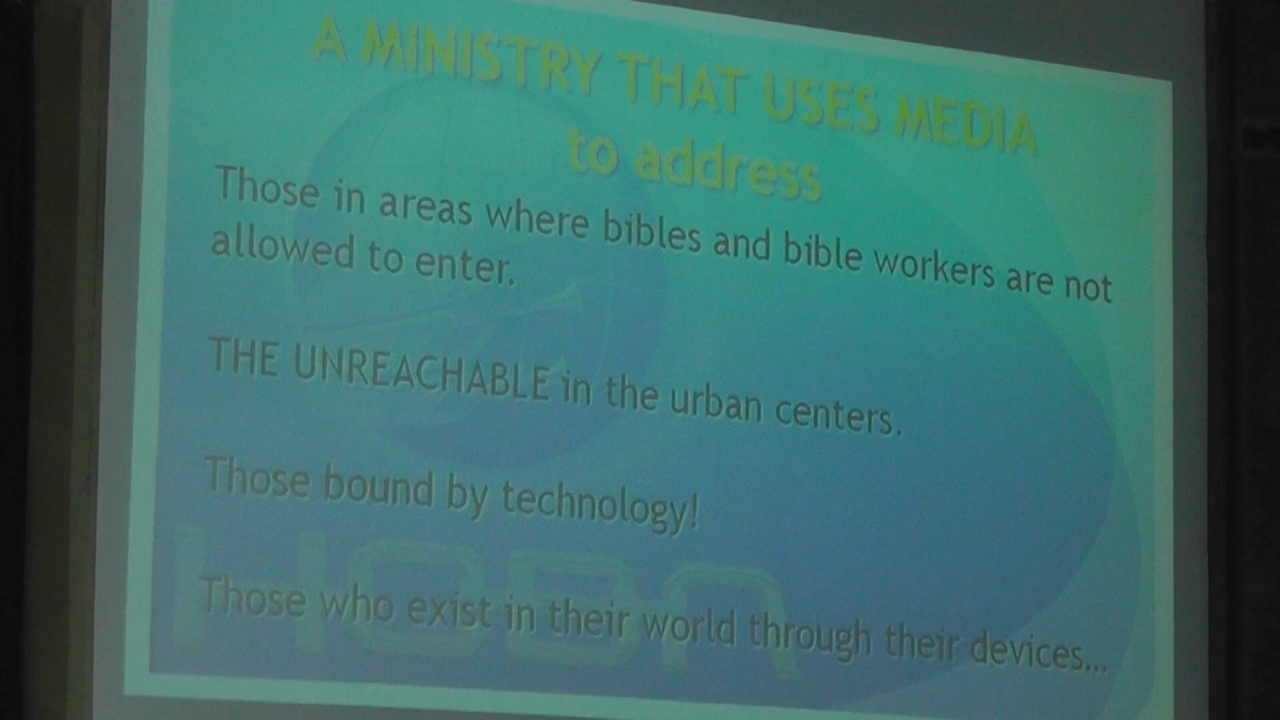 A MINISTRY THAT USES MEDIA
to address
Those in areas where bibles and bible workers are not
allowed to enter.
THE UNREACHABLE in the urban centers.
Those bound by technology!
Those who exist in their world through their devices...
HCBN